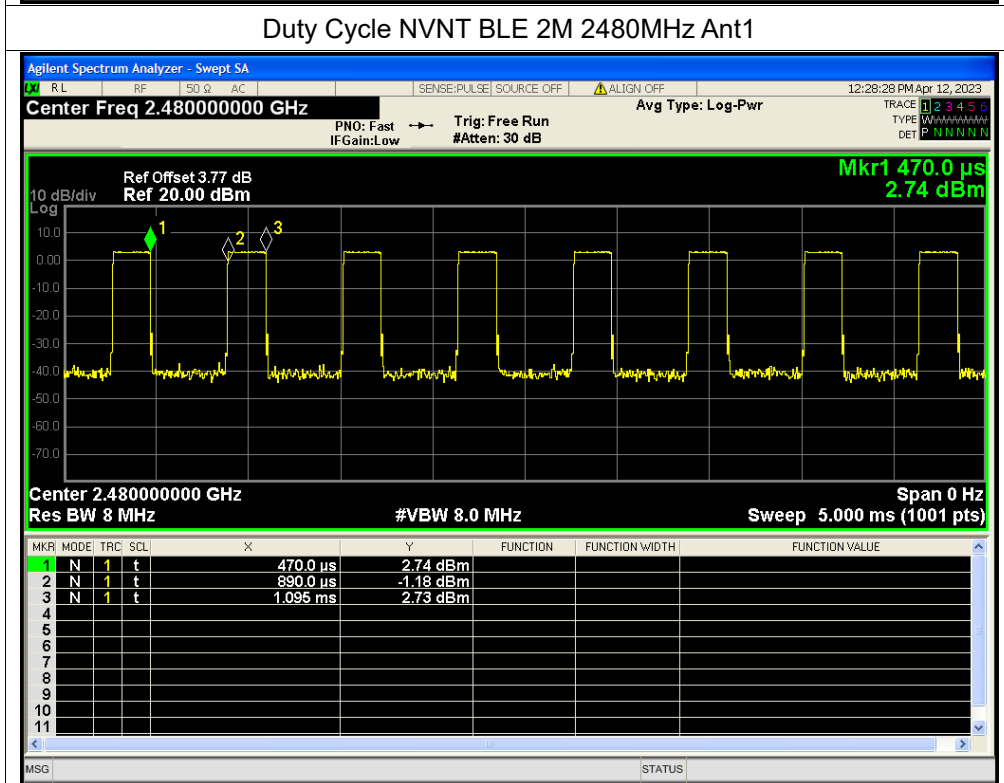 Duty Cycle NVNT BLE 2M 2480MHz Ant1
Agilent Spectrum Analyzer - Swept SA
LXI RL RF 50 Ω AC SENSE:PULSE SOURCE OFF ALIGN OFF 12:28:28 PM Apr 12, 2023
Center Freq 2.480000000 GHz
PNO: Fast
IFGain:Low
Trig: Free Run
#Atten: 30 dB
Avg Type: Log-Pwr
TRACE 1 2 3 4 5 6
TYPE W
DET P N N N N N
Mkr1 470.0 µs
2.74 dBm
Ref Offset 3.77 dB
10 dB/div Ref 20.00 dBm
Log
1
2
3
10.0
0.00
-10.0
-20.0
-30.0
-40.0
-50.0
-60.0
-70.0
Center 2.480000000 GHz Span 0 Hz
Res BW 8 MHz #VBW 8.0 MHz Sweep 5.000 ms (1001 pts)
MKR MODE TRC SCL X Y FUNCTION FUNCTION WIDTH FUNCTION VALUE
1 N 1 t 470.0 µs 2.74 dBm
2 N 1 t 890.0 µs -1.18 dBm
3 N 1 t 1.095 ms 2.73 dBm
4
5
6
7
8
9
10
11
MSG STATUS